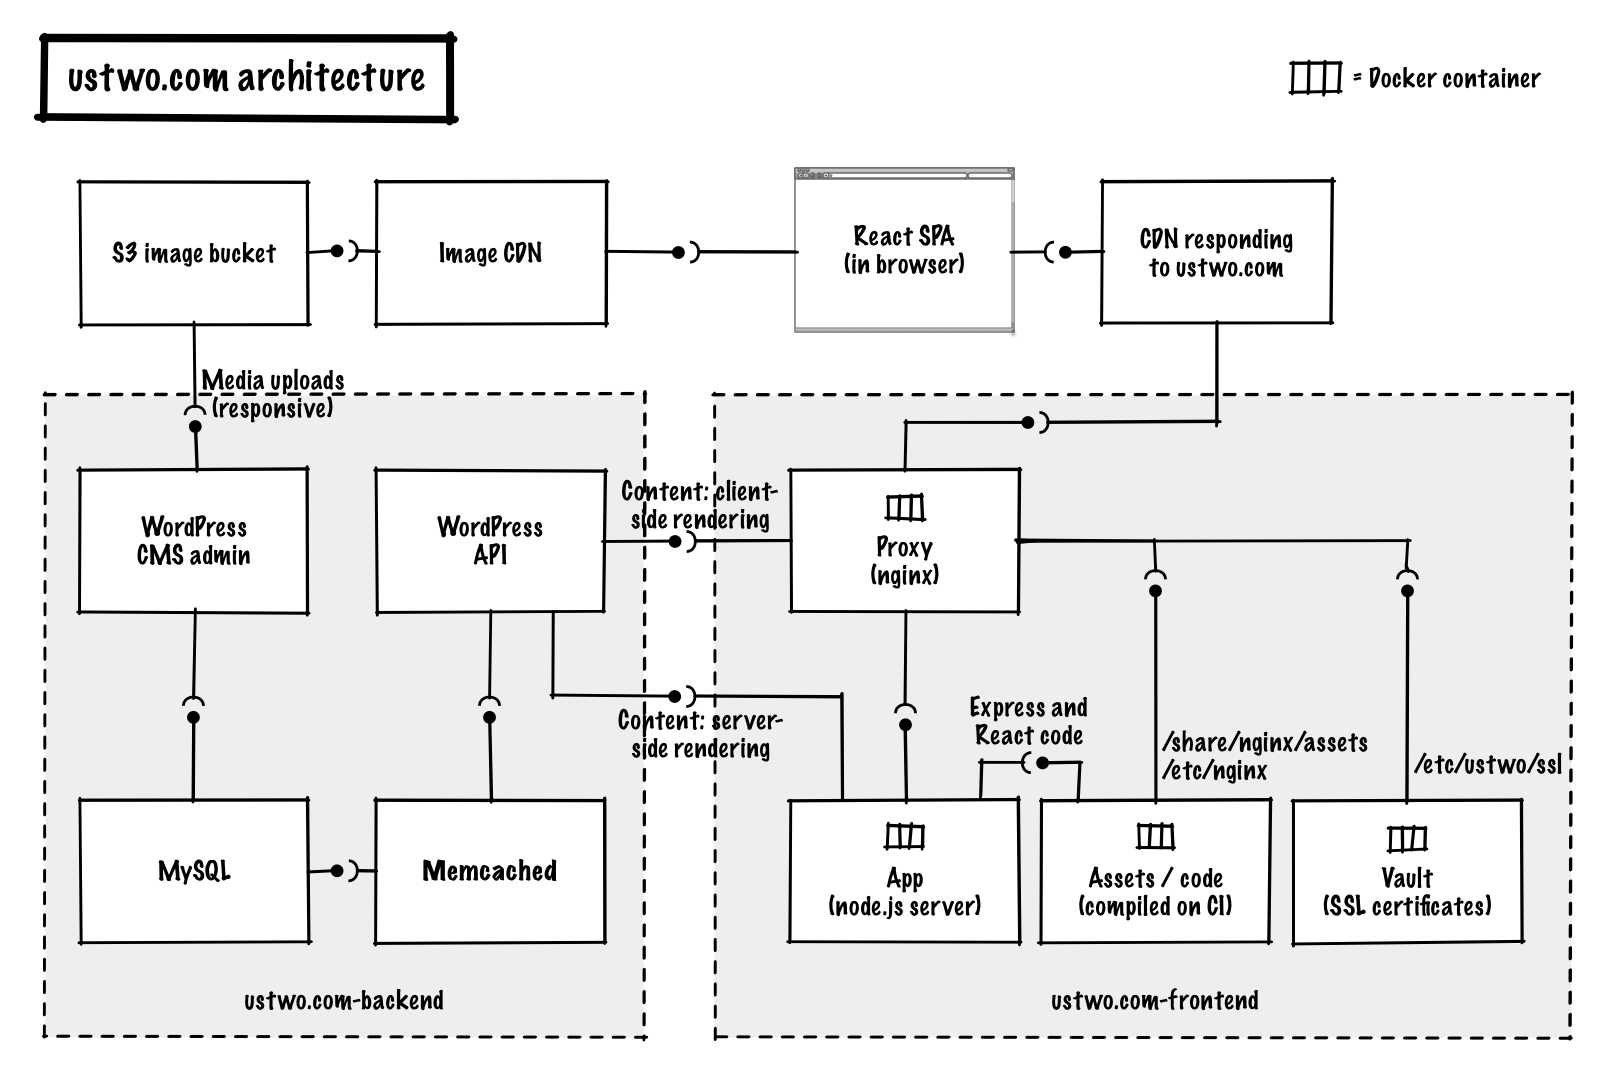 ustwo.com architecture
= Docker container
S3 image bucket
Image CDN
React SPA
(in browser)
CDN responding
to ustwo.com
Media uploads
(responsive)
WordPress
CMS admin
WordPress
API
Content: client-
side rendering
Proxy
(nginx)
Content: server-
side rendering
Express and
React code
/share/nginx/assets
/etc/nginx
/etc/ustwo/ssl
MySQL
Memcached
App
(node.js server)
Assets / code
(compiled on CI)
Vault
(SSL certificates)
ustwo.com-backend
ustwo.com-frontend